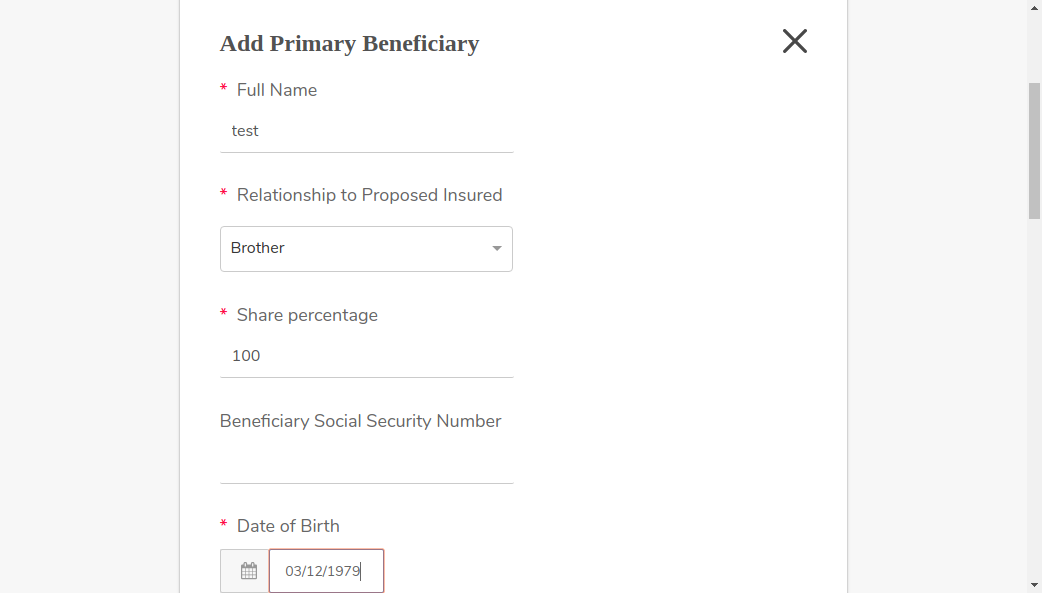 Add Primary Beneficiary
* Full Name
test
* Relationship to Proposed Insured
Brother
* Share percentage
100
Beneficiary Social Security Number
* Date of Birth
03/12/1979